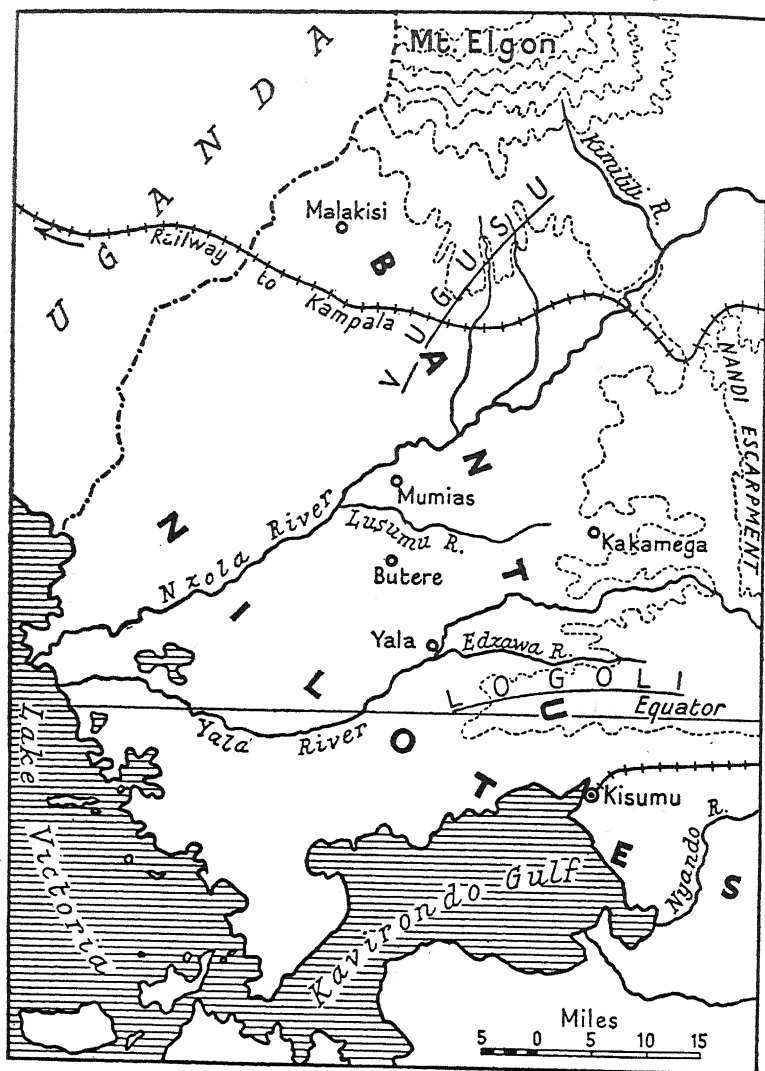 Mt. Elgon
UGANDA
Kimilili R.
Malakisi
VUGUSU
Railway to Kampala
BANTU
NANDI ESCARPMENT
Mumias
Nzola River
Lusumu R.
Kakamega
Butere
NILOTES
Yala
Edzawa R.
LOGOLI
Equator
Yala River
Lake Victoria
Kisumu
Nyando R.
Kavirondo Gulf
Miles
5 0 5 10 15